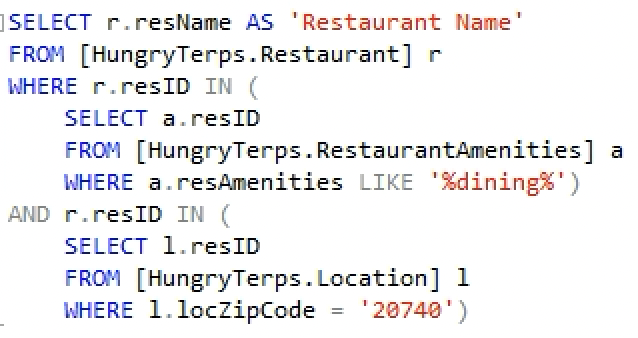 SELECT r.resName AS 'Restaurant Name'
FROM [HungryTerps.Restaurant] r
WHERE r.resID IN (
    SELECT a.resID
    FROM [HungryTerps.RestaurantAmenities] a
    WHERE a.resAmenities LIKE '%dining%')
AND r.resID IN (
    SELECT l.resID
    FROM [HungryTerps.Location] l
    WHERE l.locZipCode = '20740')